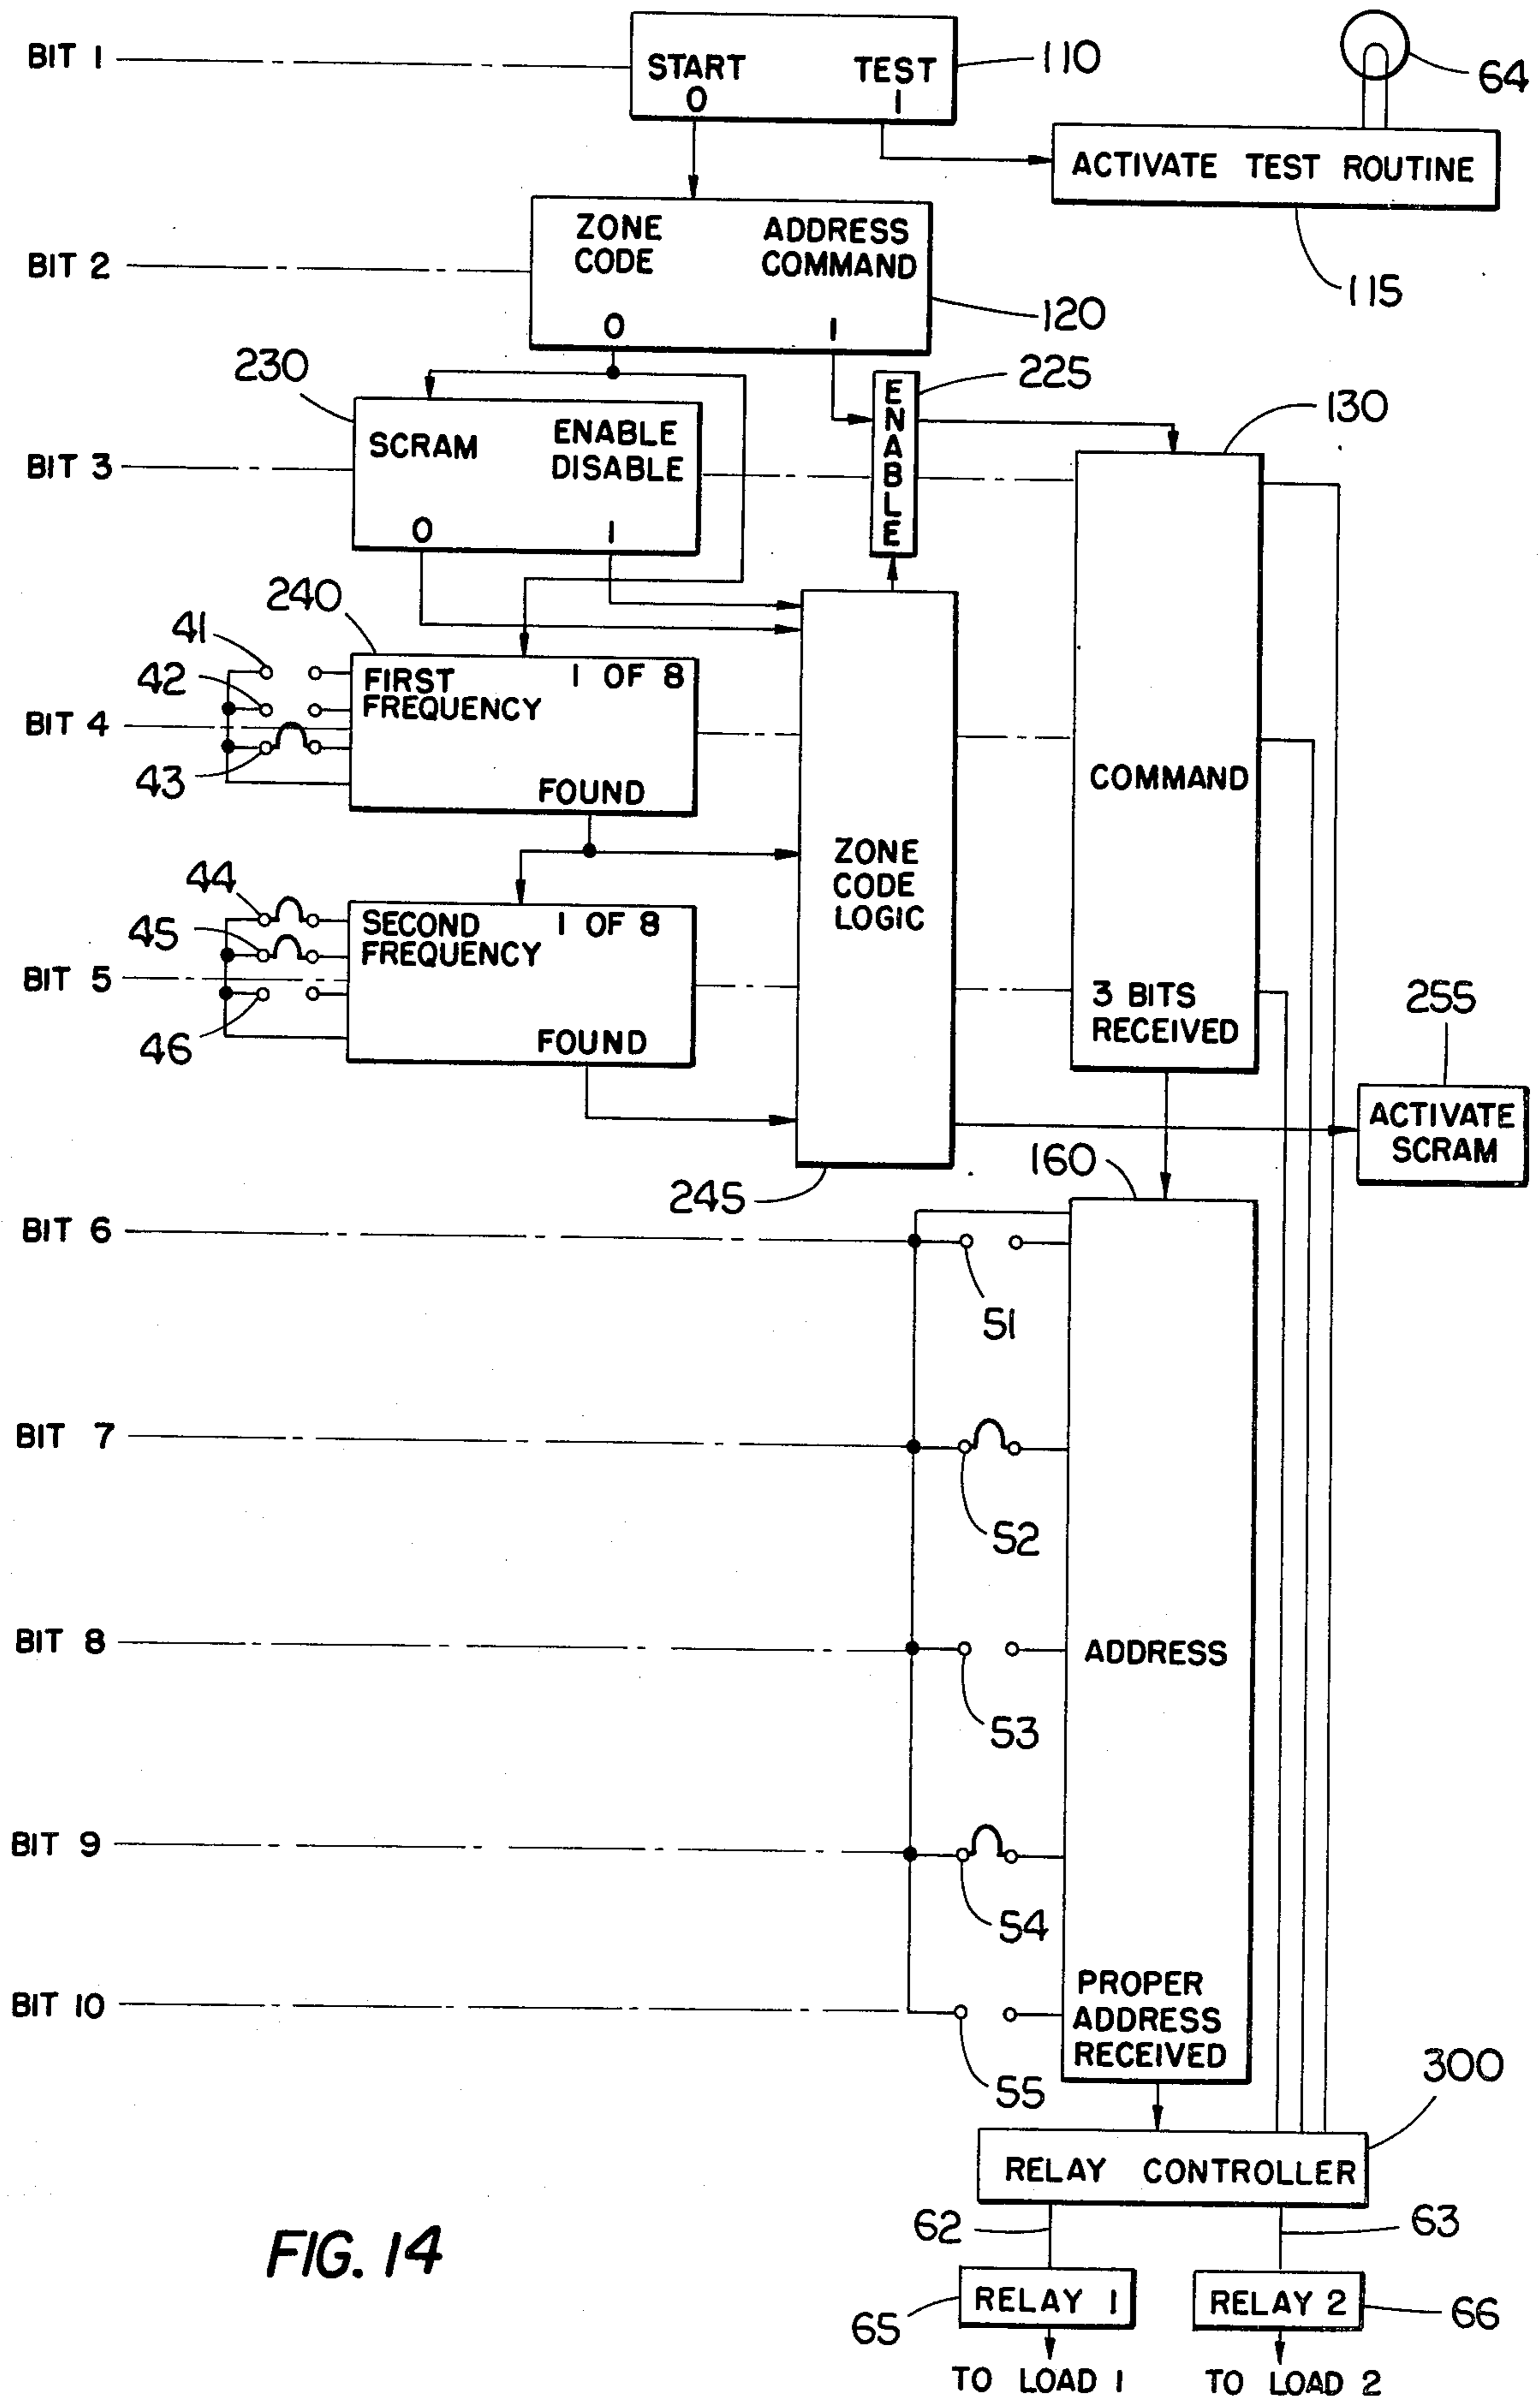 BIT 1
START TEST
0 1
110
64
ACTIVATE TEST ROUTINE
115
BIT 2
ZONE
CODE
ADDRESS
COMMAND
0 1
120
230
225
ENABLE
130
BIT 3
SCRAM
ENABLE
DISABLE
0 1
240
41
42
43
BIT 4
FIRST
FREQUENCY
1 OF 8
FOUND
COMMAND
ZONE
CODE
LOGIC
44
45
46
BIT 5
SECOND
FREQUENCY
1 OF 8
FOUND
3 BITS
RECEIVED
255
ACTIVATE
SCRAM
245
160
BIT 6
51
BIT 7
52
BIT 8
53
ADDRESS
BIT 9
54
BIT 10
55
PROPER
ADDRESS
RECEIVED
300
RELAY CONTROLLER
62
63
RELAY 1
65
RELAY 2
66
TO LOAD 1
TO LOAD 2
FIG. 14